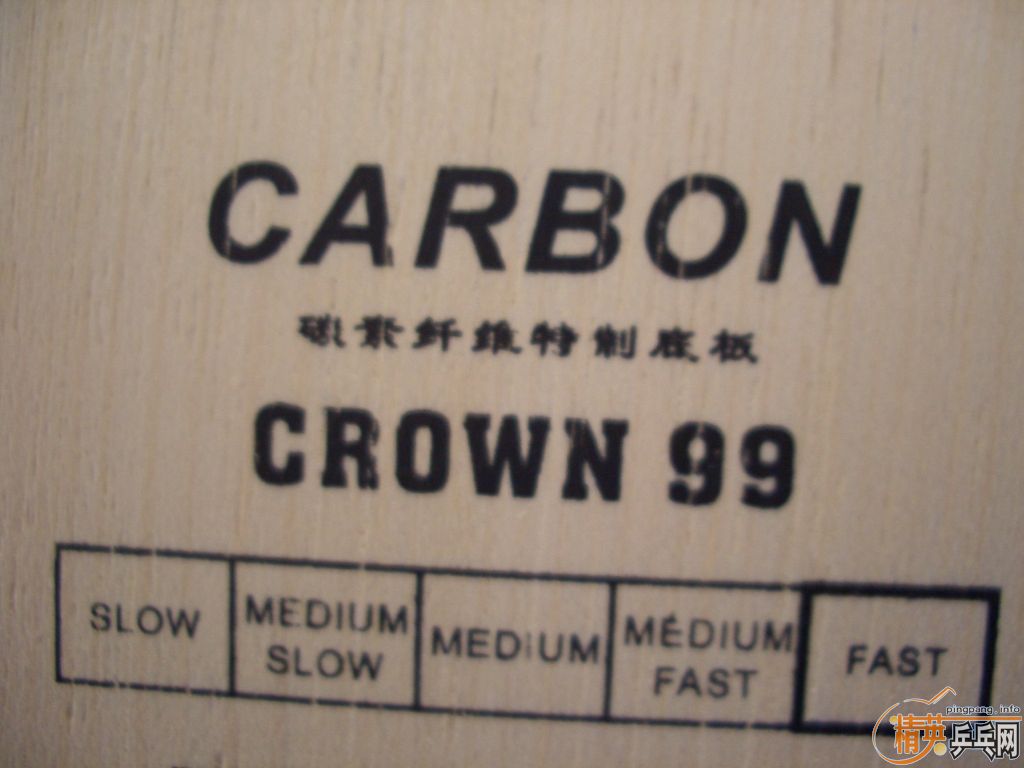 CARBON
碳素纤维特制底板
CROWN 99
SLOW
MEDIUM
SLOW
MEDIUM
MEDIUM
FAST
FAST
pingpang.info
精英乒乓网